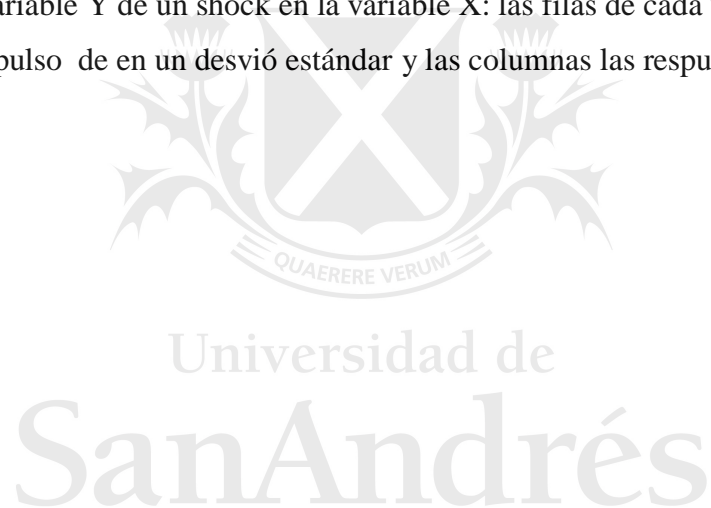 ariable Y de un shock en la variable X: las filas de cada
pulso de en un desvió estándar y las columnas las respu
QUAERERE VERUM
Universidad de
SanAndrés